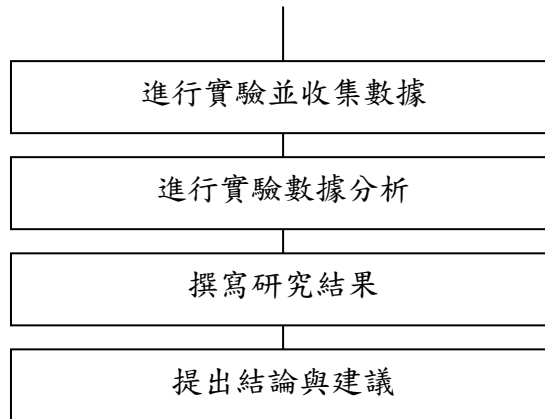 進行實驗並收集數據
進行實驗數據分析
撰寫研究結果
提出結論與建議